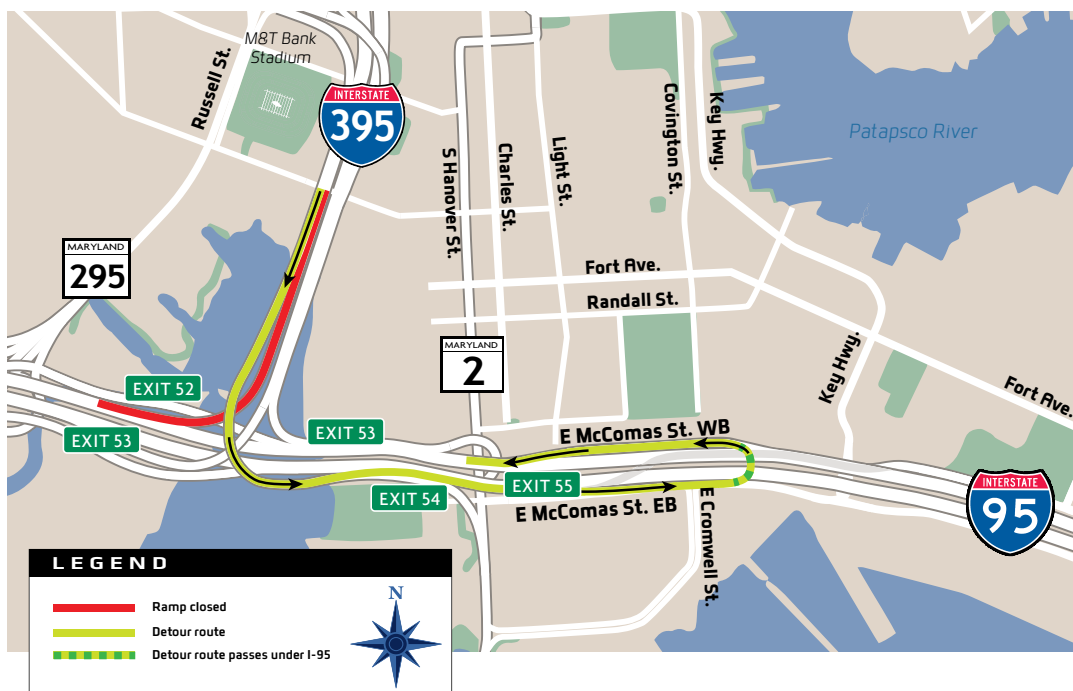 M&T Bank
Stadium
Russell St.
INTERSTATE
395
S Hanover St.
Charles St.
Light St.
Covington St.
Key Hwy.
Patapsco River
MARYLAND
295
Fort Ave.
Randall St.
MARYLAND
2
EXIT 52
EXIT 53
EXIT 53
Key Hwy.
Fort Ave.
E McComas St. WB
EXIT 54
EXIT 55
E McComas St. EB
E Cromwell St.
INTERSTATE
95
LEGEND
Ramp closed
Detour route
Detour route passes under I-95
N